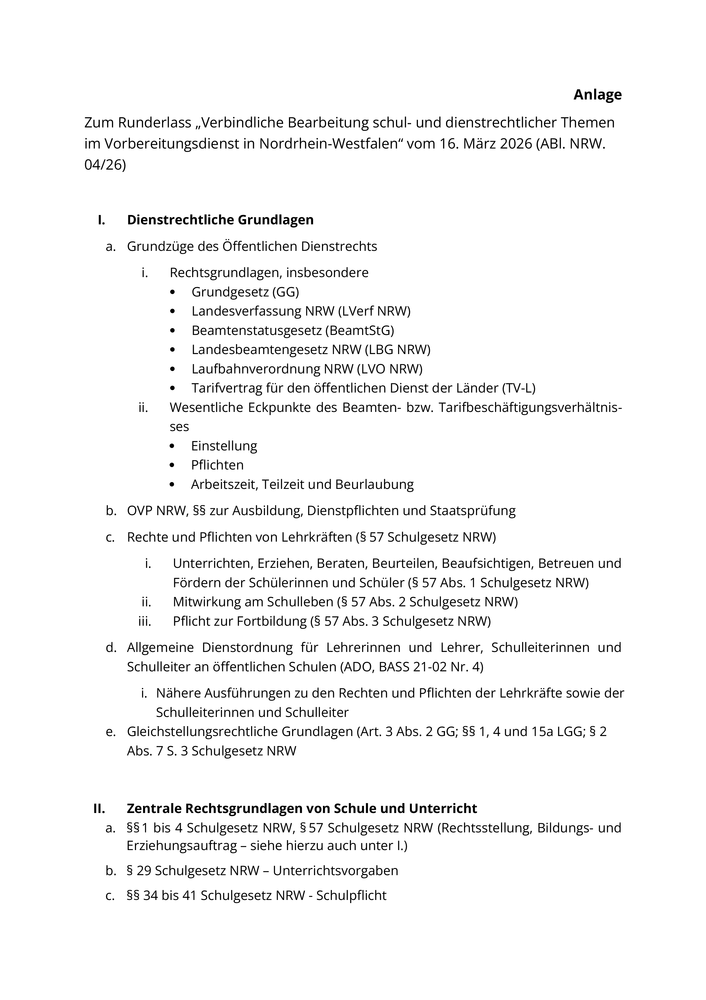 Anlage
Zum Runderlass „Verbindliche Bearbeitung schul- und dienstrechtlicher Themen
im Vorbereitungsdienst in Nordrhein-Westfalen“ vom 16. März 2026 (ABl. NRW.
04/26)
I. Dienstrechtliche Grundlagen
a. Grundzüge des Öffentlichen Dienstrechts
i. Rechtsgrundlagen, insbesondere
• Grundgesetz (GG)
• Landesverfassung NRW (LVerf NRW)
• Beamtenstatusgesetz (BeamtStG)
• Landesbeamtengesetz NRW (LBG NRW)
• Laufbahnverordnung NRW (LVO NRW)
• Tarifvertrag für den öffentlichen Dienst der Länder (TV-L)
ii. Wesentliche Eckpunkte des Beamten- bzw. Tarifbeschäftigungsverhältnis-
ses
• Einstellung
• Pflichten
• Arbeitszeit, Teilzeit und Beurlaubung
b. OVP NRW, §§ zur Ausbildung, Dienstpflichten und Staatsprüfung
c. Rechte und Pflichten von Lehrkräften (§ 57 Schulgesetz NRW)
i. Unterrichten, Erziehen, Beraten, Beurteilen, Beaufsichtigen, Betreuen und
Fördern der Schülerinnen und Schüler (§ 57 Abs. 1 Schulgesetz NRW)
ii. Mitwirkung am Schulleben (§ 57 Abs. 2 Schulgesetz NRW)
iii. Pflicht zur Fortbildung (§ 57 Abs. 3 Schulgesetz NRW)
d. Allgemeine Dienstordnung für Lehrerinnen und Lehrer, Schulleiterinnen und
Schulleiter an öffentlichen Schulen (ADO, BASS 21-02 Nr. 4)
i. Nähere Ausführungen zu den Rechten und Pflichten der Lehrkräfte sowie der
Schulleiterinnen und Schulleiter
e. Gleichstellungsrechtliche Grundlagen (Art. 3 Abs. 2 GG; §§ 1, 4 und 15a LGG; § 2
Abs. 7 S. 3 Schulgesetz NRW
II. Zentrale Rechtsgrundlagen von Schule und Unterricht
a. §§ 1 bis 4 Schulgesetz NRW, § 57 Schulgesetz NRW (Rechtsstellung, Bildungs- und
Erziehungsauftrag – siehe hierzu auch unter I.)
b. § 29 Schulgesetz NRW – Unterrichtsvorgaben
c. §§ 34 bis 41 Schulgesetz NRW - Schulpflicht